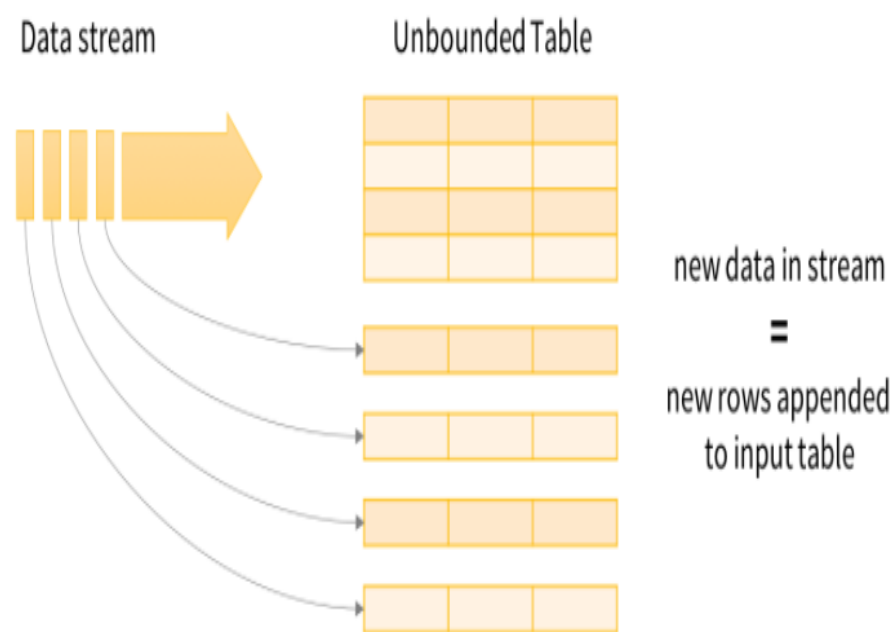 Data stream
Unbounded Table
new data in stream
=
new rows appended
to input table